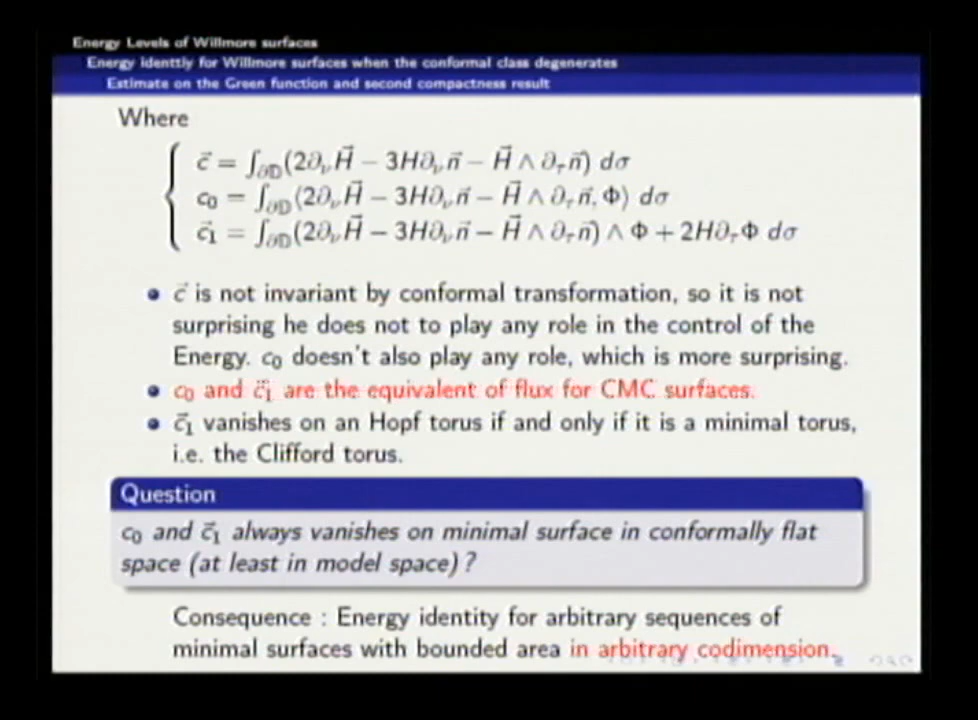 Energy Levels of Willmore surfaces
Energy identtiy for Willmore surfaces when the conformal class degenerates
Estimate on the Green function and second compactness result
Where
c⃗ = ∫∂𝔻(2∂νH⃗ − 3H∂νn⃗ − H⃗ ∧ ∂τn⃗) dσ
c₀ = ∫∂𝔻⟨2∂νH⃗ − 3H∂νn⃗ − H⃗ ∧ ∂τn⃗, Φ⟩ dσ
c⃗₁ = ∫∂𝔻(2∂νH⃗ − 3H∂νn⃗ − H⃗ ∧ ∂τn⃗) ∧ Φ + 2H∂τΦ dσ
• c⃗ is not invariant by conformal transformation, so it is not
surprising he does not to play any role in the control of the
Energy. c₀ doesn't also play any role, which is more surprising.
• c₀ and c⃗₁ are the equivalent of flux for CMC surfaces.
• c⃗₁ vanishes on an Hopf torus if and only if it is a minimal torus,
i.e. the Clifford torus.
Question
c₀ and c⃗₁ always vanishes on minimal surface in conformally flat
space (at least in model space) ?
Consequence : Energy identity for arbitrary sequences of
minimal surfaces with bounded area in arbitrary codimension.